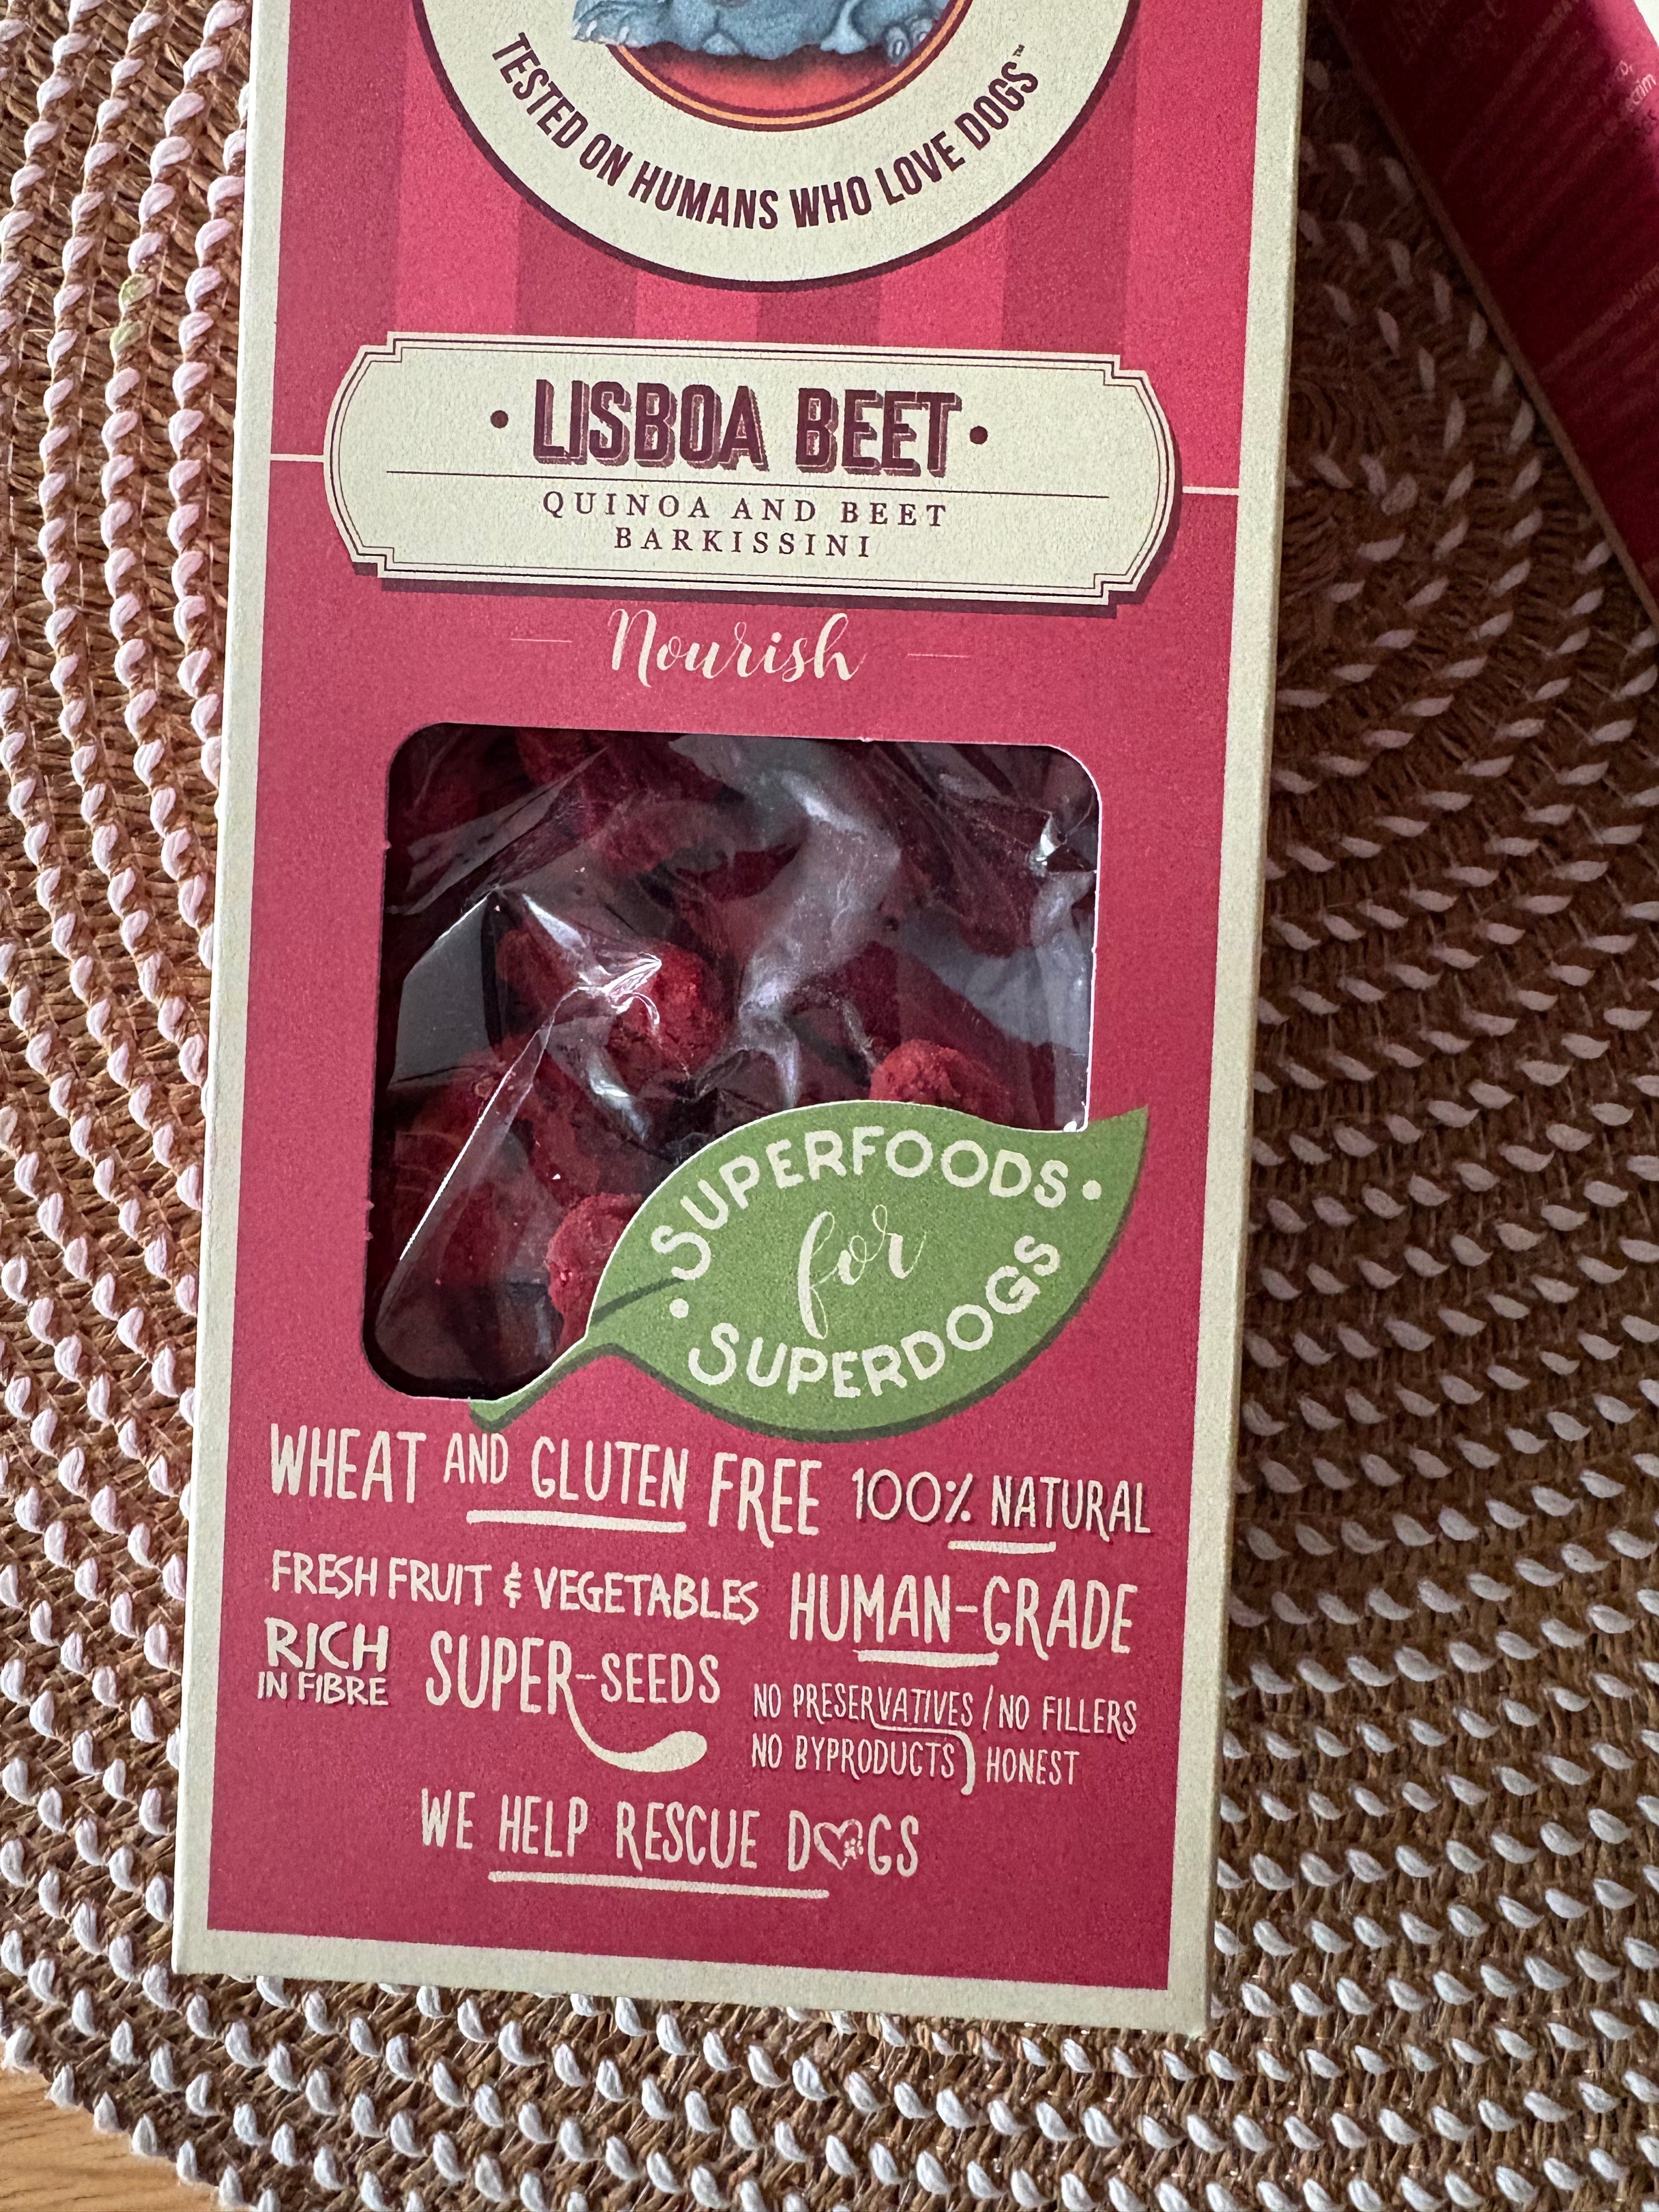 TESTED ON HUMANS WHO LOVE DOGS™
• LISBOA BEET •
QUINOA AND BEET
BARKISSINI
Nourish
SUPERFOODS •
for
• SUPERDOGS
WHEAT AND GLUTEN FREE 100% NATURAL
FRESH FRUIT & VEGETABLES HUMAN-GRADE
RICH
IN FIBRE
SUPER-SEEDS
NO PRESERVATIVES / NO FILLERS
NO BYPRODUCTS HONEST
WE HELP RESCUE DOGS